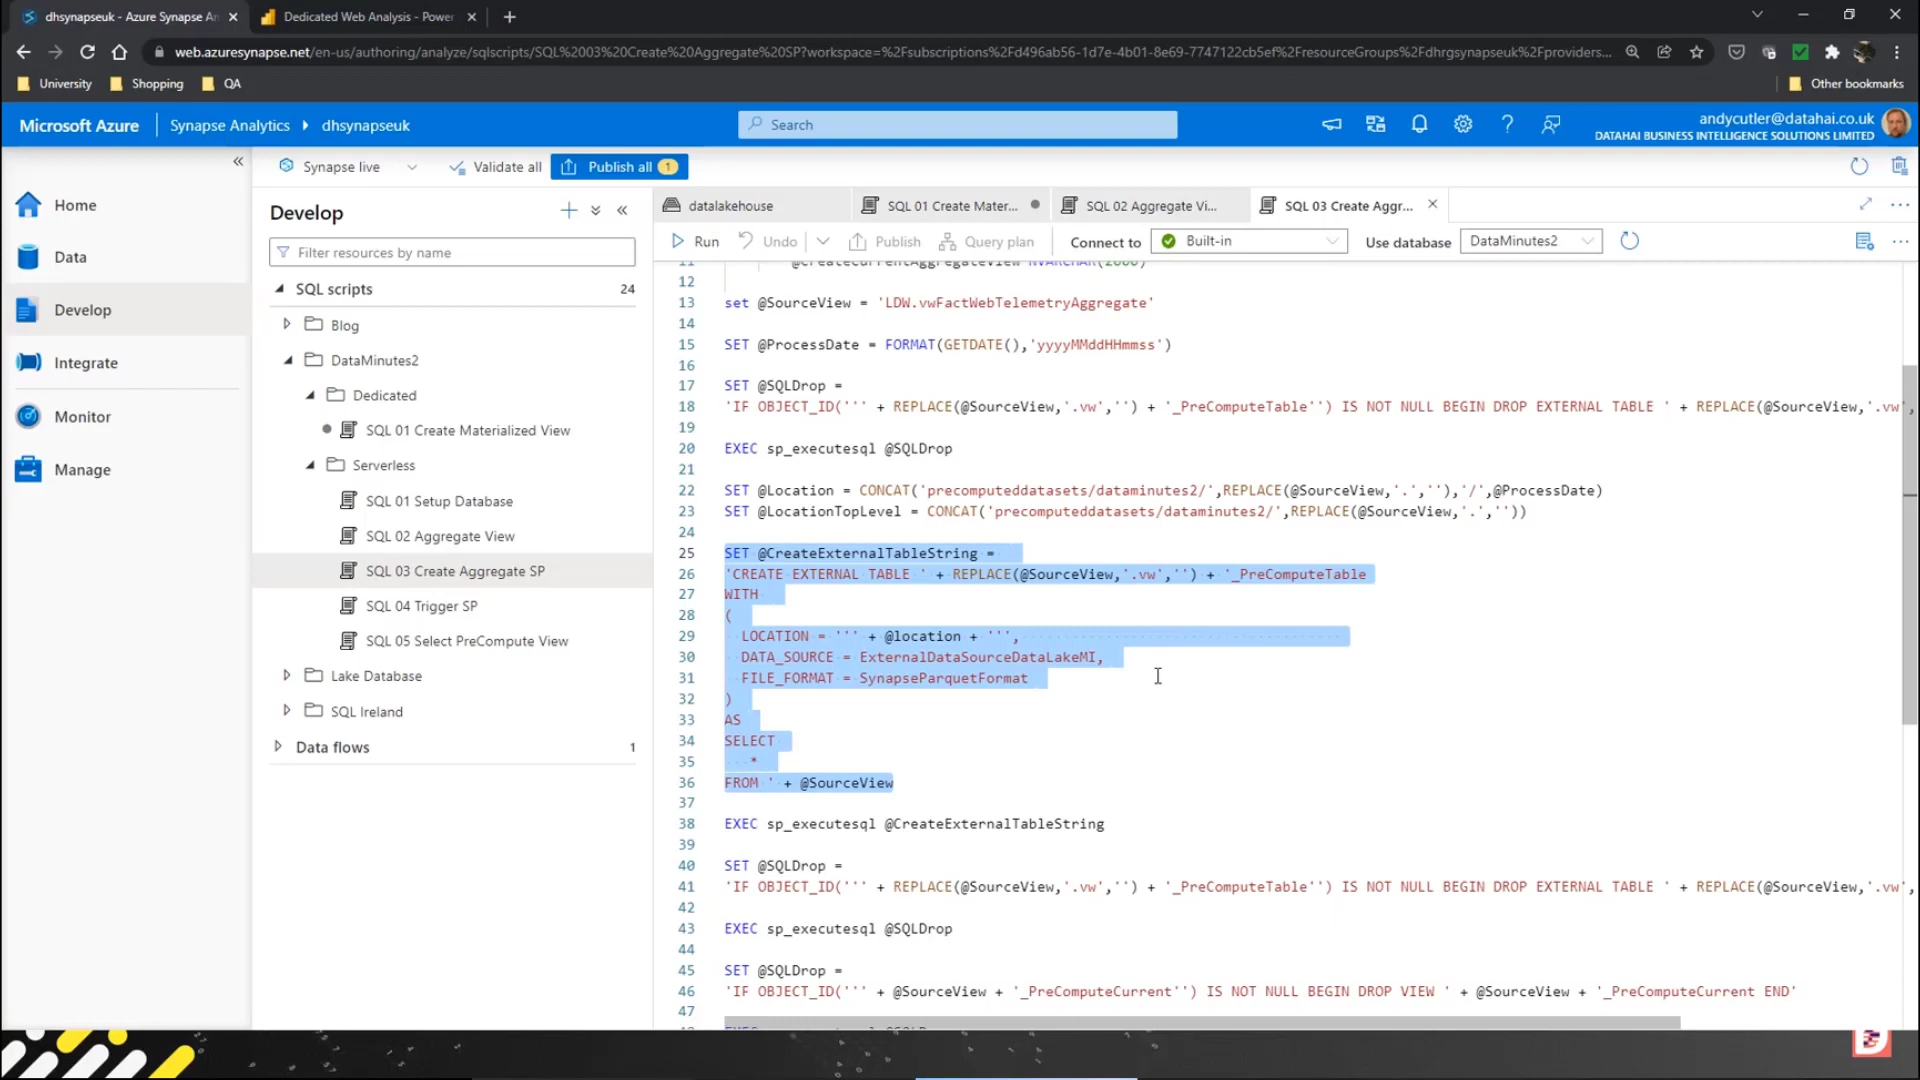 dhsynapseuk - Azure Synapse An
Dedicated Web Analysis - Power
web.azuresynapse.net/en-us/authoring/analyze/sqlscripts/SQL%2003%20Create%20Aggregate%20SP?workspace=%2Fsubscriptions%2Fd496ab56-1d7e-4b01-8e69-7747122cb5ef%2FresourceGroups%2Fdhrgsynapseuk%2Fproviders...
University
Shopping
QA
Other bookmarks
Microsoft Azure
Synapse Analytics
dhsynapseuk
Search
andycutler@datahai.co.uk
DATAHAI BUSINESS INTELLIGENCE SOLUTIONS LIMITED
Synapse live
Validate all
Publish all 1
Home
Data
Develop
Integrate
Monitor
Manage
Develop
Filter resources by name
SQL scripts 24
Blog
DataMinutes2
Dedicated
SQL 01 Create Materialized View
Serverless
SQL 01 Setup Database
SQL 02 Aggregate View
SQL 03 Create Aggregate SP
SQL 04 Trigger SP
SQL 05 Select PreCompute View
Lake Database
SQL Ireland
Data flows 1
datalakehouse
SQL 01 Create Mater...
SQL 02 Aggregate Vi...
SQL 03 Create Aggr...
Run
Undo
Publish
Query plan
Connect to
Built-in
Use database
DataMinutes2
11 @CreateCurrentAggregateView NVARCHAR(2000)
12
13 set @SourceView = 'LDW.vwFactWebTelemetryAggregate'
14
15 SET @ProcessDate = FORMAT(GETDATE(),'yyyyMMddHHmmss')
16
17 SET @SQLDrop =
18 'IF OBJECT_ID(''' + REPLACE(@SourceView,'.vw','') + '_PreComputeTable'') IS NOT NULL BEGIN DROP EXTERNAL TABLE ' + REPLACE(@SourceView,'.vw',
19
20 EXEC sp_executesql @SQLDrop
21
22 SET @Location = CONCAT('precomputeddatasets/dataminutes2/',REPLACE(@SourceView,'.',''),'/',@ProcessDate)
23 SET @LocationTopLevel = CONCAT('precomputeddatasets/dataminutes2/',REPLACE(@SourceView,'.',''))
24
25 SET @CreateExternalTableString =
26 'CREATE EXTERNAL TABLE ' + REPLACE(@SourceView,'.vw','') + '_PreComputeTable
27 WITH
28 (
29 LOCATION = ''' + @location + ''',
30 DATA_SOURCE = ExternalDataSourceDataLakeMI,
31 FILE_FORMAT = SynapseParquetFormat
32 )
33 AS
34 SELECT
35 *
36 FROM ' + @SourceView
37
38 EXEC sp_executesql @CreateExternalTableString
39
40 SET @SQLDrop =
41 'IF OBJECT_ID(''' + REPLACE(@SourceView,'.vw','') + '_PreComputeTable'') IS NOT NULL BEGIN DROP EXTERNAL TABLE ' + REPLACE(@SourceView,'.vw',
42
43 EXEC sp_executesql @SQLDrop
44
45 SET @SQLDrop =
46 'IF OBJECT_ID(''' + @SourceView + '_PreComputeCurrent'') IS NOT NULL BEGIN DROP VIEW ' + @SourceView + '_PreComputeCurrent END'
47